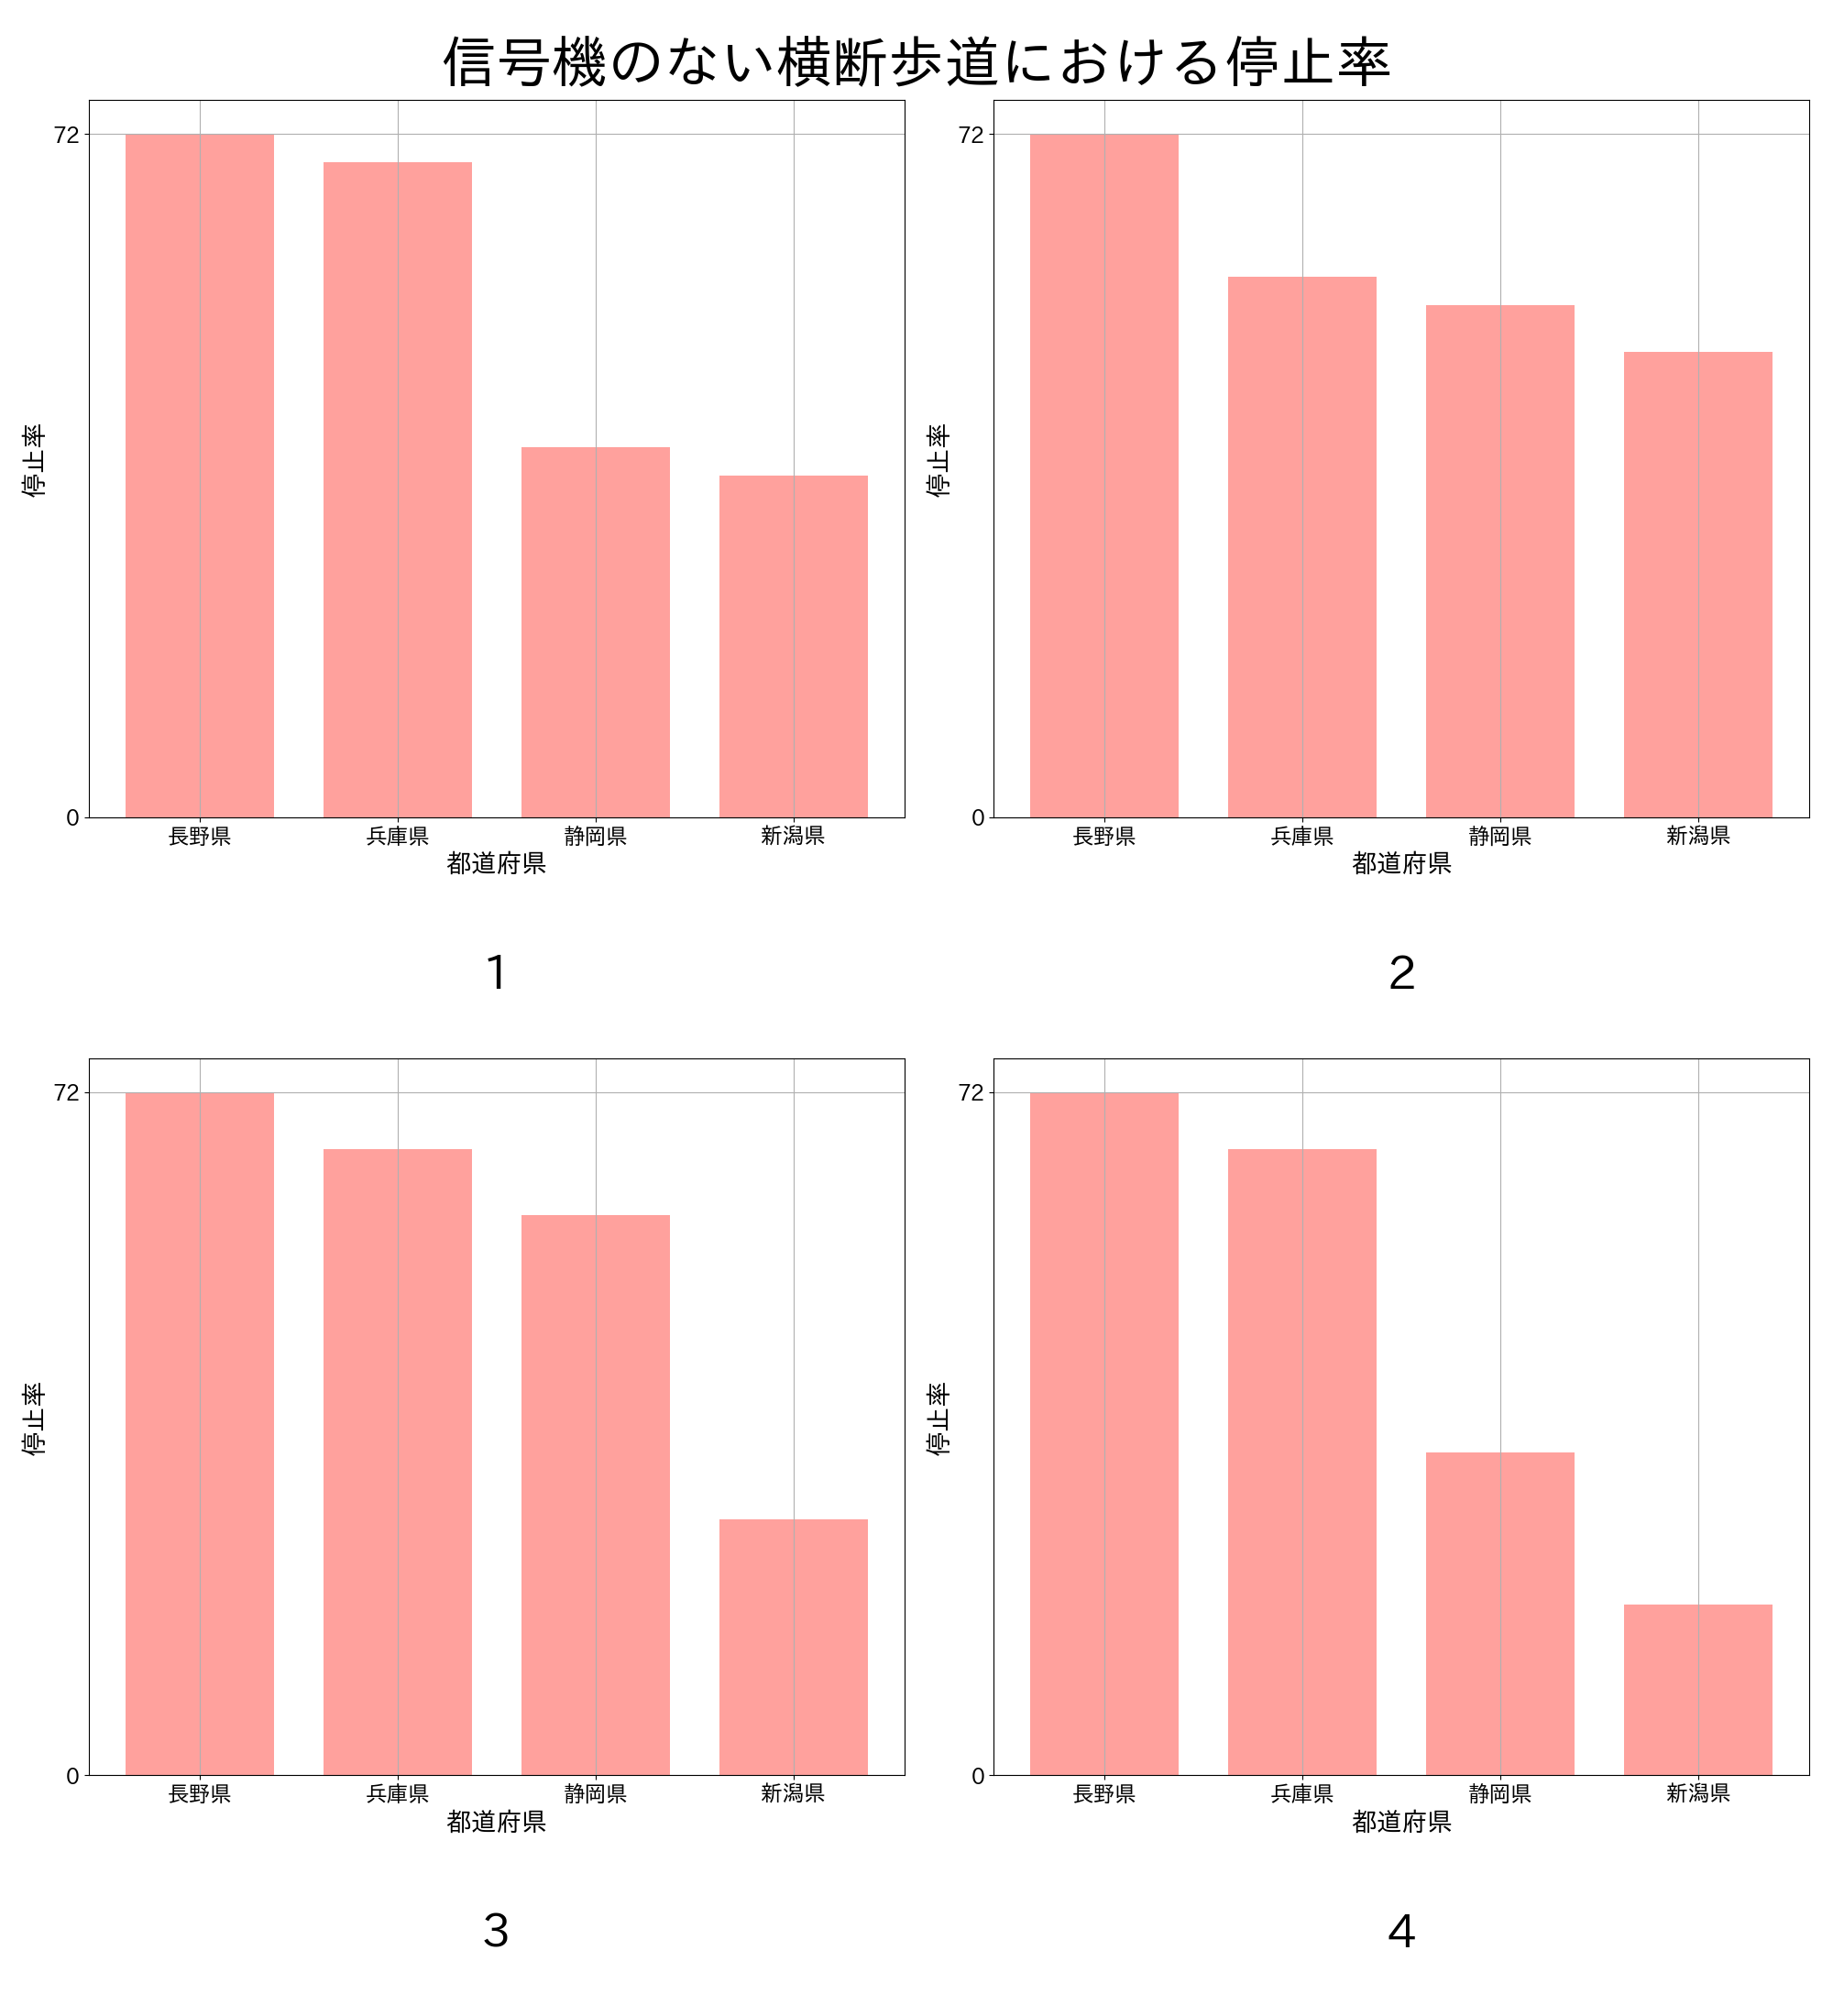 信号機のない横断歩道における停止率
72
停止率
0
長野県 兵庫県 静岡県 新潟県
都道府県
1
72
停止率
0
長野県 兵庫県 静岡県 新潟県
都道府県
2
72
停止率
0
長野県 兵庫県 静岡県 新潟県
都道府県
3
72
停止率
0
長野県 兵庫県 静岡県 新潟県
都道府県
4